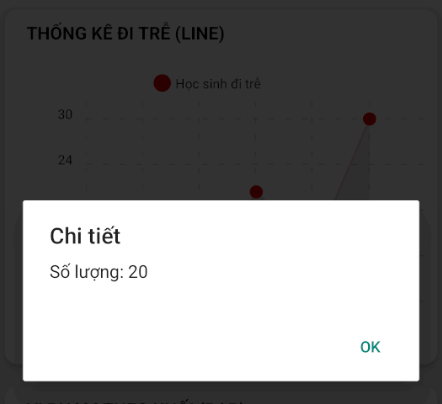 THỐNG KÊ ĐI TRỄ (LINE)
Học sinh đi trễ
30
24
Chi tiết
Số lượng: 20
OK